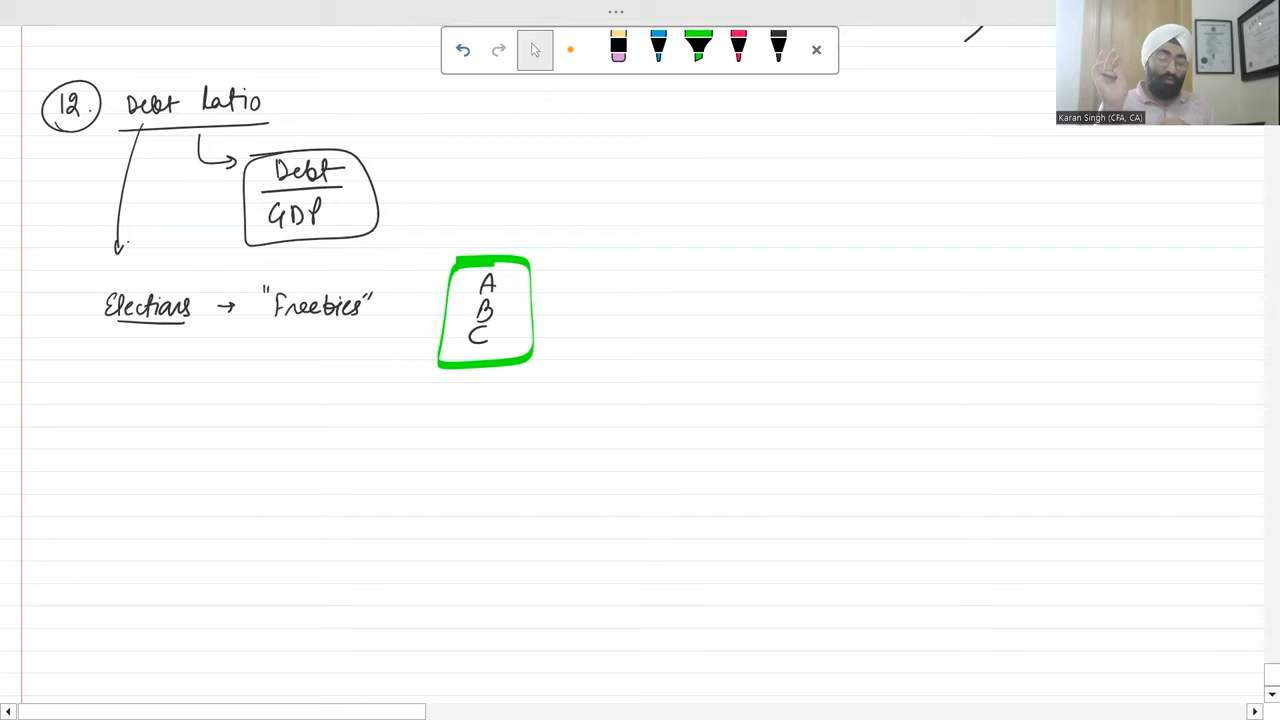 12. Debt Ratio
Debt
GDP
Elections → "Freebies"
A
B
C
Karan Singh (CFA, CA)